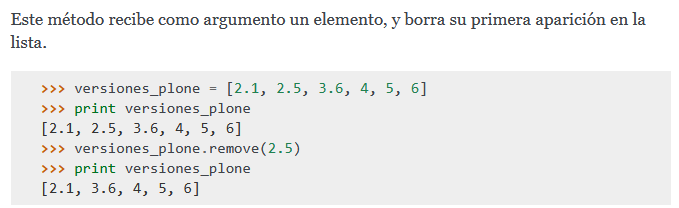 Este método recibe como argumento un elemento, y borra su primera aparición en la
lista.
>>> versiones_plone = [2.1, 2.5, 3.6, 4, 5, 6]
>>> print versiones_plone
[2.1, 2.5, 3.6, 4, 5, 6]
>>> versiones_plone.remove(2.5)
>>> print versiones_plone
[2.1, 3.6, 4, 5, 6]